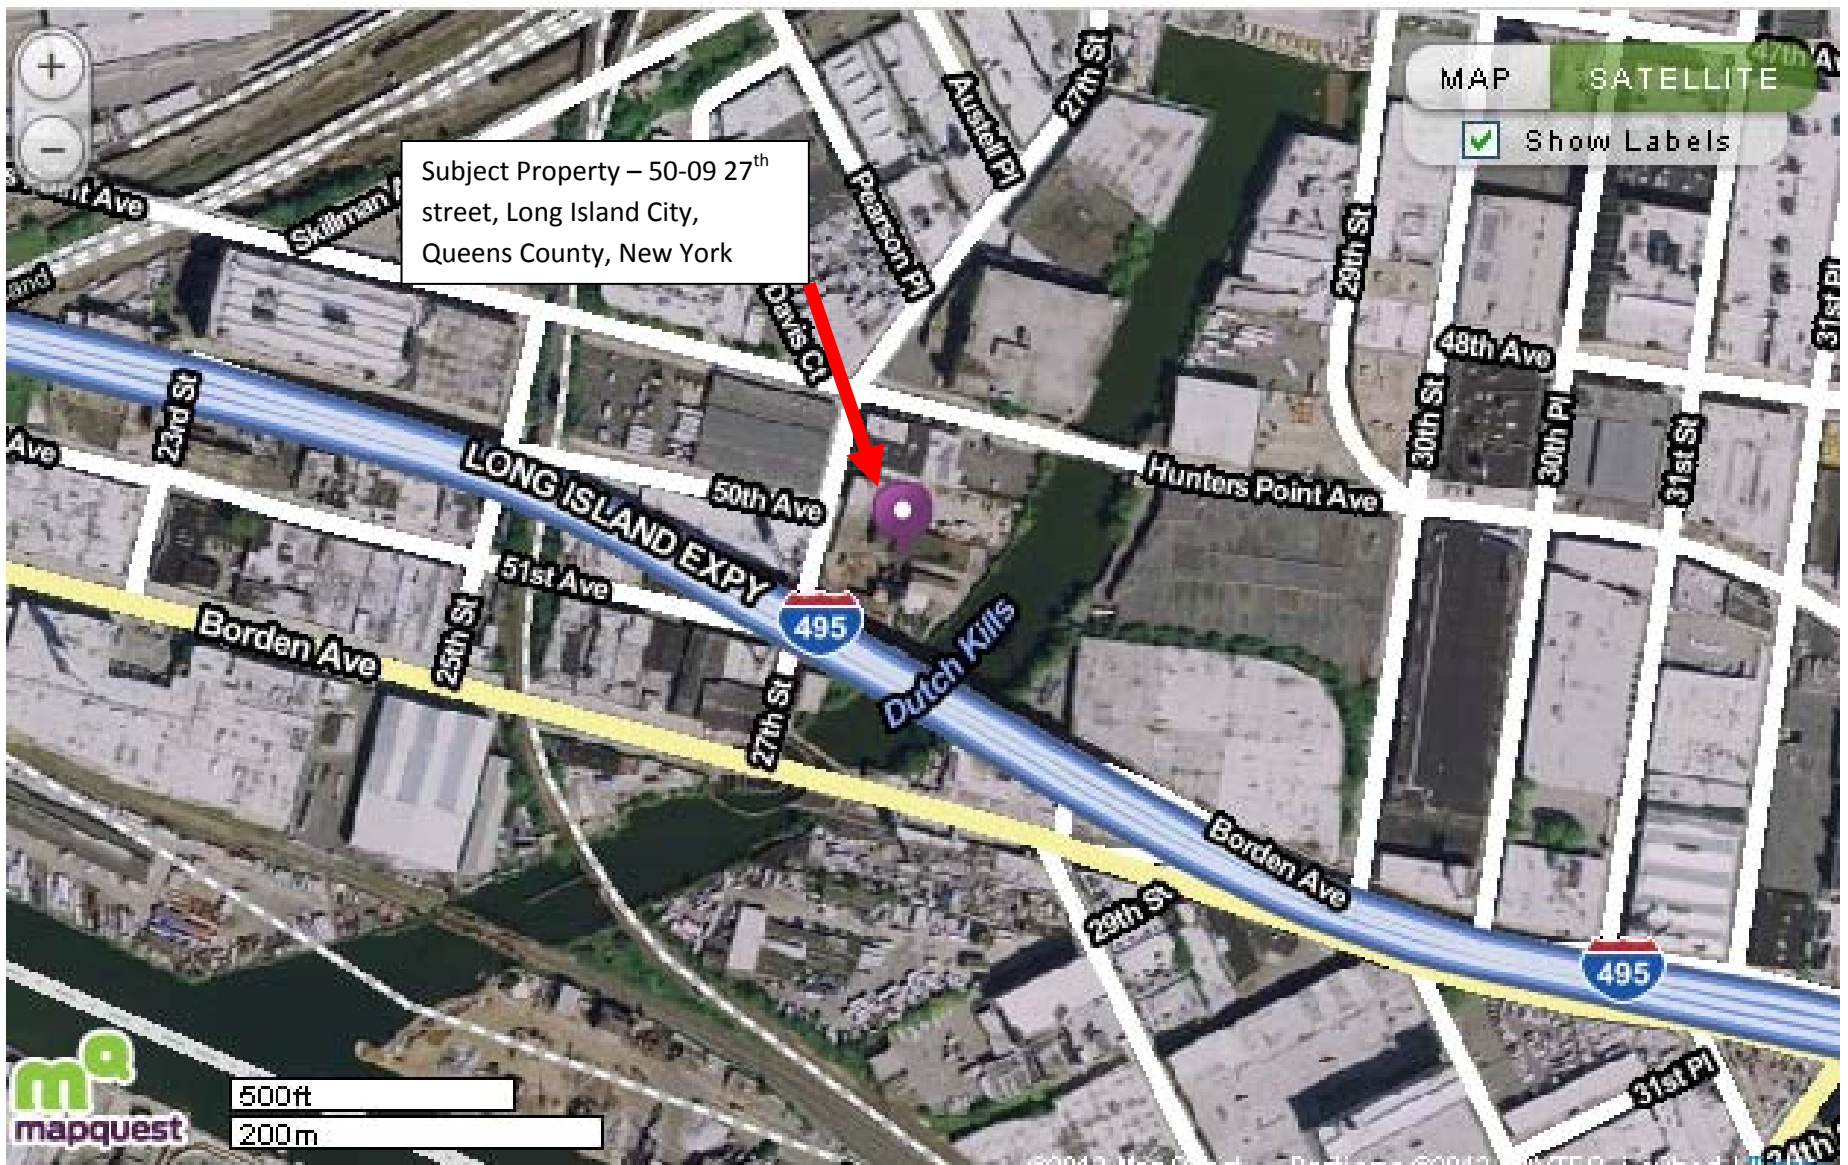 +
−
MAP
SATELLITE
47th A
Show Labels
Subject Property – 50-09 27th
street, Long Island City,
Queens County, New York
27th St
Austell Pl
Pearson Pl
Davis Ct
Skillman A
t Ave
29th St
48th Ave
30th St
30th Pl
31st St
31st Pl
23rd St
Ave
LONG ISLAND EXPY
50th Ave
Hunters Point Ave
51st Ave
495
25th St
Borden Ave
27th St
Dutch Kills
Borden Ave
29th St
495
31st Pl
34th
mapquest
500ft
200m